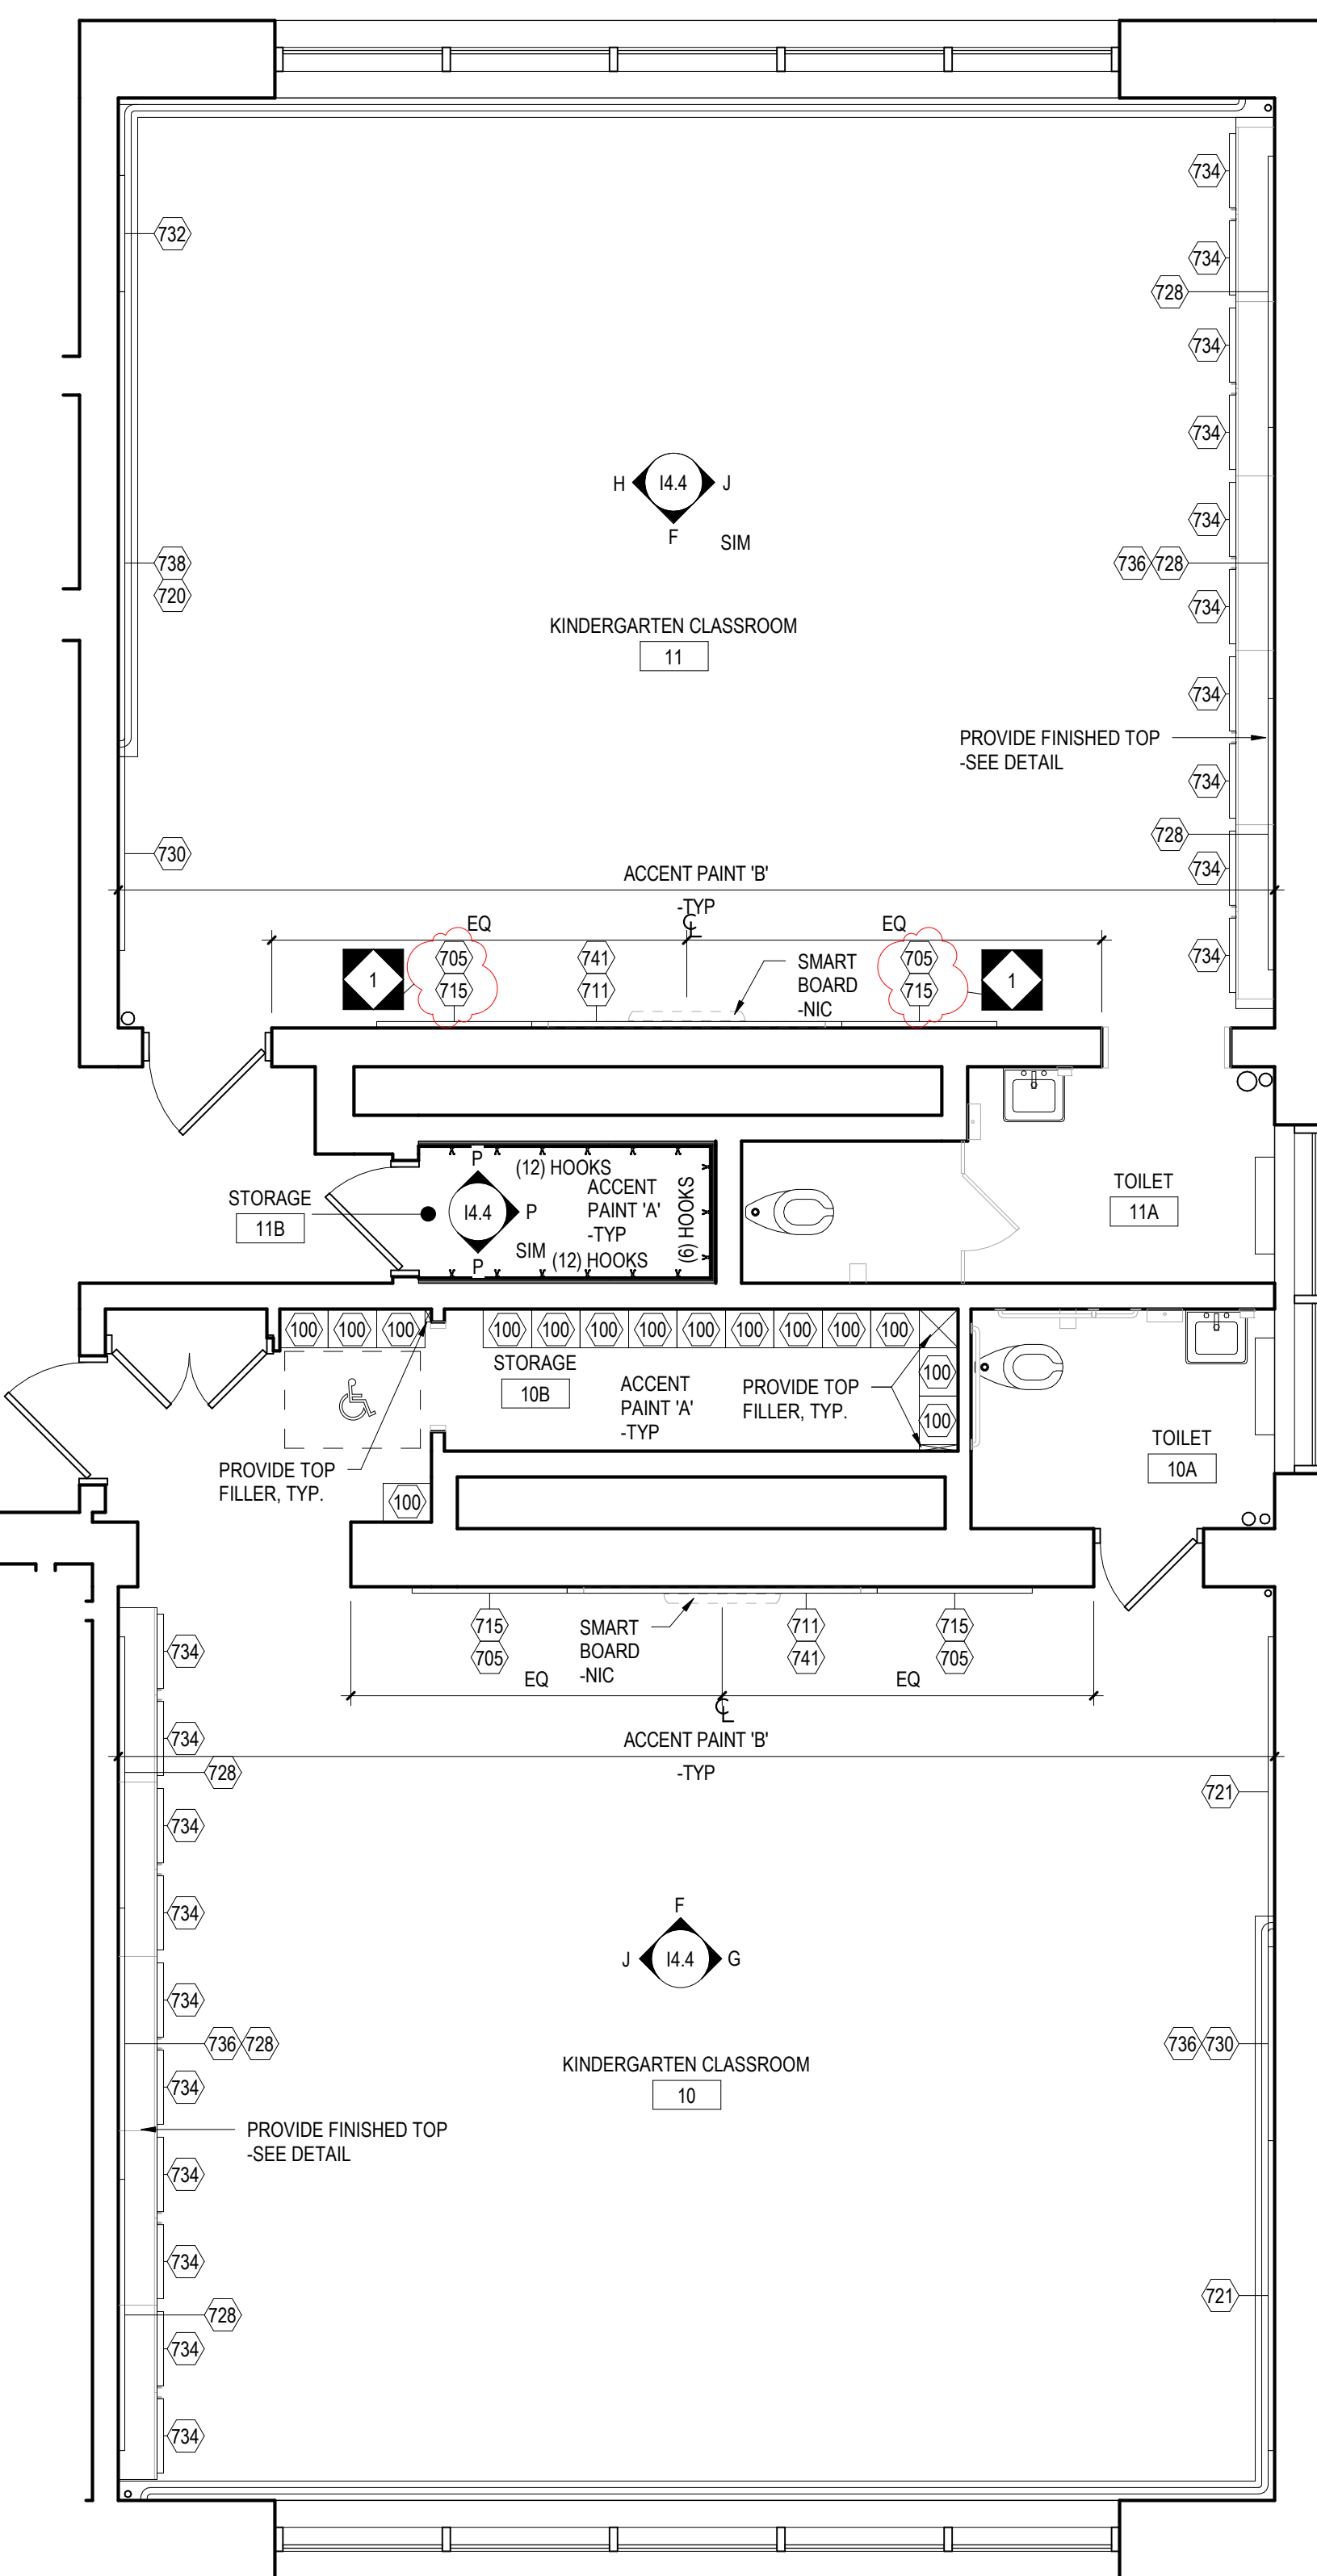 734
732
734
728
734
734
H
I4.4
J
F
SIM
734
738
720
736
728
734
KINDERGARTEN CLASSROOM
11
734
PROVIDE FINISHED TOP
-SEE DETAIL
734
728
730
734
ACCENT PAINT 'B'
-TYP
EQ
CL
EQ
734
1
705
715
741
711
SMART
BOARD
-NIC
705
715
1
P
(12) HOOKS
ACCENT
PAINT 'A'
-TYP
(6) HOOKS
I4.4
P
SIM
P
(12) HOOKS
STORAGE
11B
TOILET
11A
100
100
100
100
100
100
100
100
100
100
100
100
STORAGE
10B
ACCENT
PAINT 'A'
-TYP
PROVIDE TOP
FILLER, TYP.
100
100
TOILET
10A
PROVIDE TOP
FILLER, TYP.
100
715
705
SMART
BOARD
-NIC
711
741
715
705
EQ
CL
EQ
734
734
ACCENT PAINT 'B'
-TYP
728
721
734
734
F
J
I4.4
G
734
736
728
736
730
KINDERGARTEN CLASSROOM
10
734
PROVIDE FINISHED TOP
-SEE DETAIL
734
734
721
728
734
734